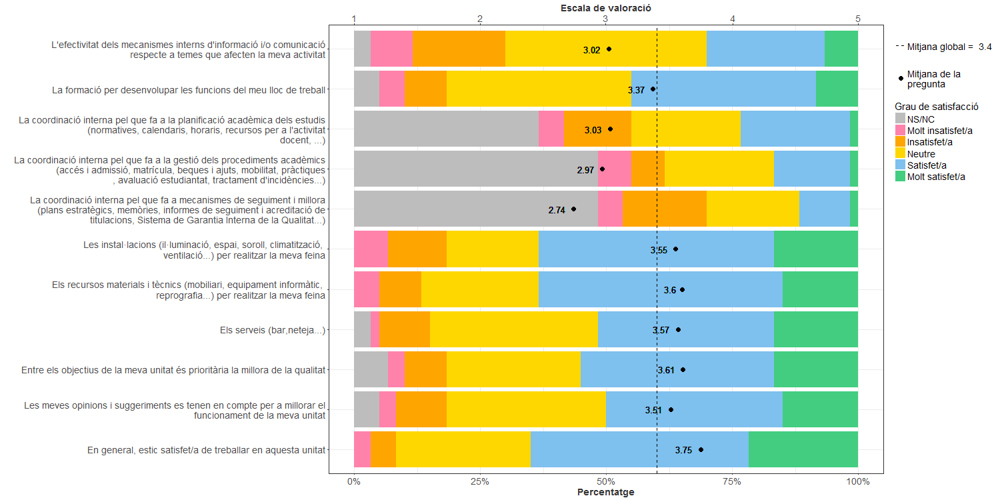 Escala de valoració
1 2 3 4 5
L'efectivitat dels mecanismes interns d'informació i/o comunicació
respecte a temes que afecten la meva activitat
3.02
La formació per desenvolupar les funcions del meu lloc de treball
3.37
La coordinació interna pel que fa a la planificació acadèmica dels estudis
(normatives, calendaris, horaris, recursos per a l'activitat
docent, ...)
3.03
La coordinació interna pel que fa a la gestió dels procediments acadèmics
(accés i admissió, matrícula, beques i ajuts, mobilitat, pràctiques
, avaluació estudiantat, tractament d'incidències...)
2.97
La coordinació interna pel que fa a mecanismes de seguiment i millora
(plans estratègics, memòries, informes de seguiment i acreditació de
titulacions, Sistema de Garantia Interna de la Qualitat...)
2.74
Les instal·lacions (il·luminació, espai, soroll, climatització,
ventilació...) per realitzar la meva feina
3.55
Els recursos materials i tècnics (mobiliari, equipament informàtic,
reprografia...) per realitzar la meva feina
3.6
Els serveis (bar,neteja...)
3.57
Entre els objectius de la meva unitat és prioritària la millora de la qualitat
3.61
Les meves opinions i suggeriments es tenen en compte per a millorar el
funcionament de la meva unitat
3.51
En general, estic satisfet/a de treballar en aquesta unitat
3.75
0% 25% 50% 75% 100%
Percentatge
Mitjana global = 3.4
Mitjana de la
pregunta
Grau de satisfacció
NS/NC
Molt insatisfet/a
Insatisfet/a
Neutre
Satisfet/a
Molt satisfet/a